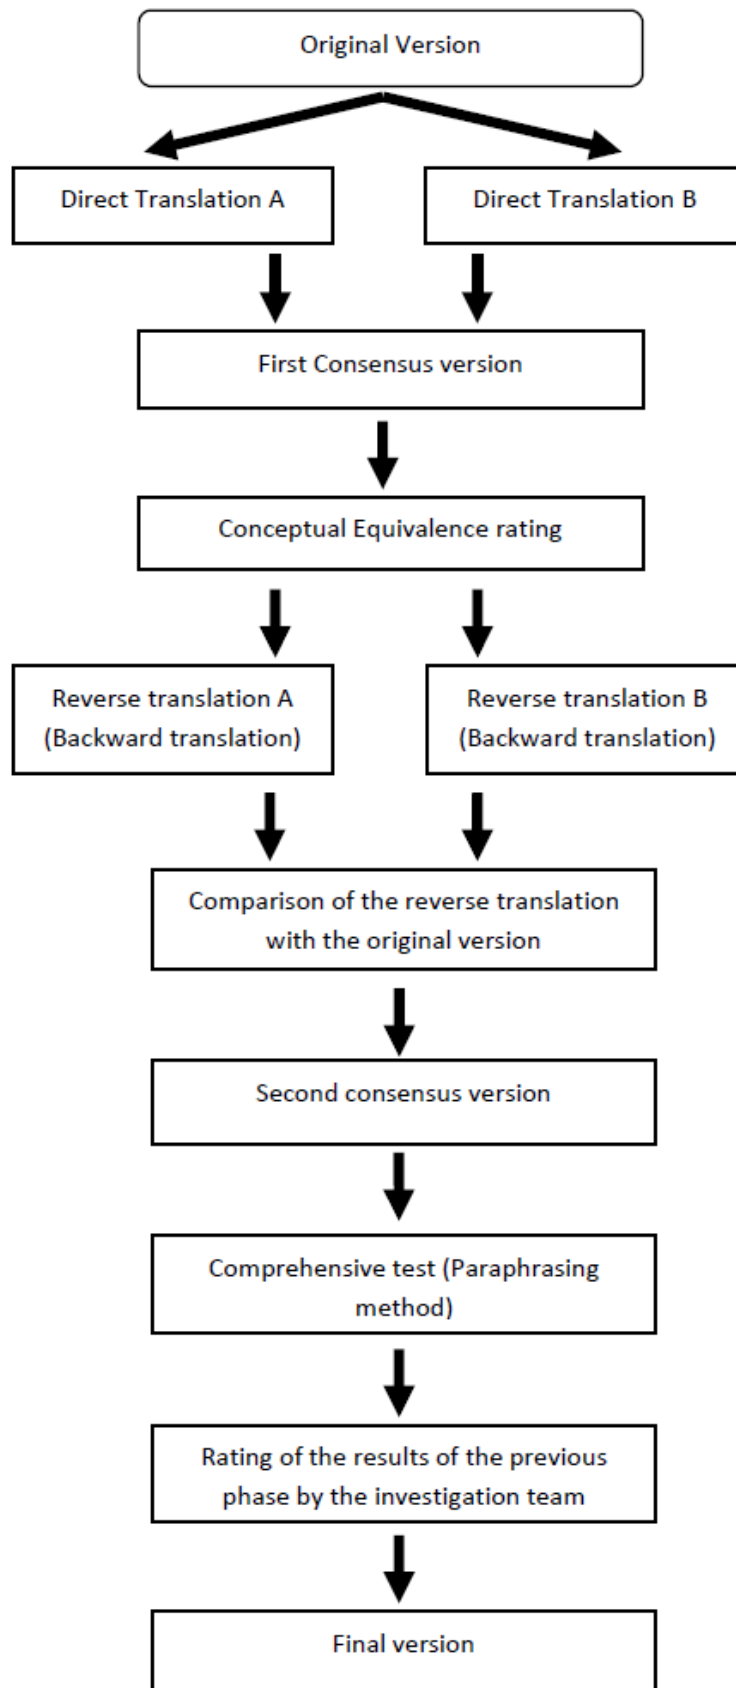 Original Version
Direct Translation A
Direct Translation B
First Consensus version
Conceptual Equivalence rating
Reverse translation A
(Backward translation)
Reverse translation B
(Backward translation)
Comparison of the reverse translation
with the original version
Second consensus version
Comprehensive test (Paraphrasing
method)
Rating of the results of the previous
phase by the investigation team
Final version